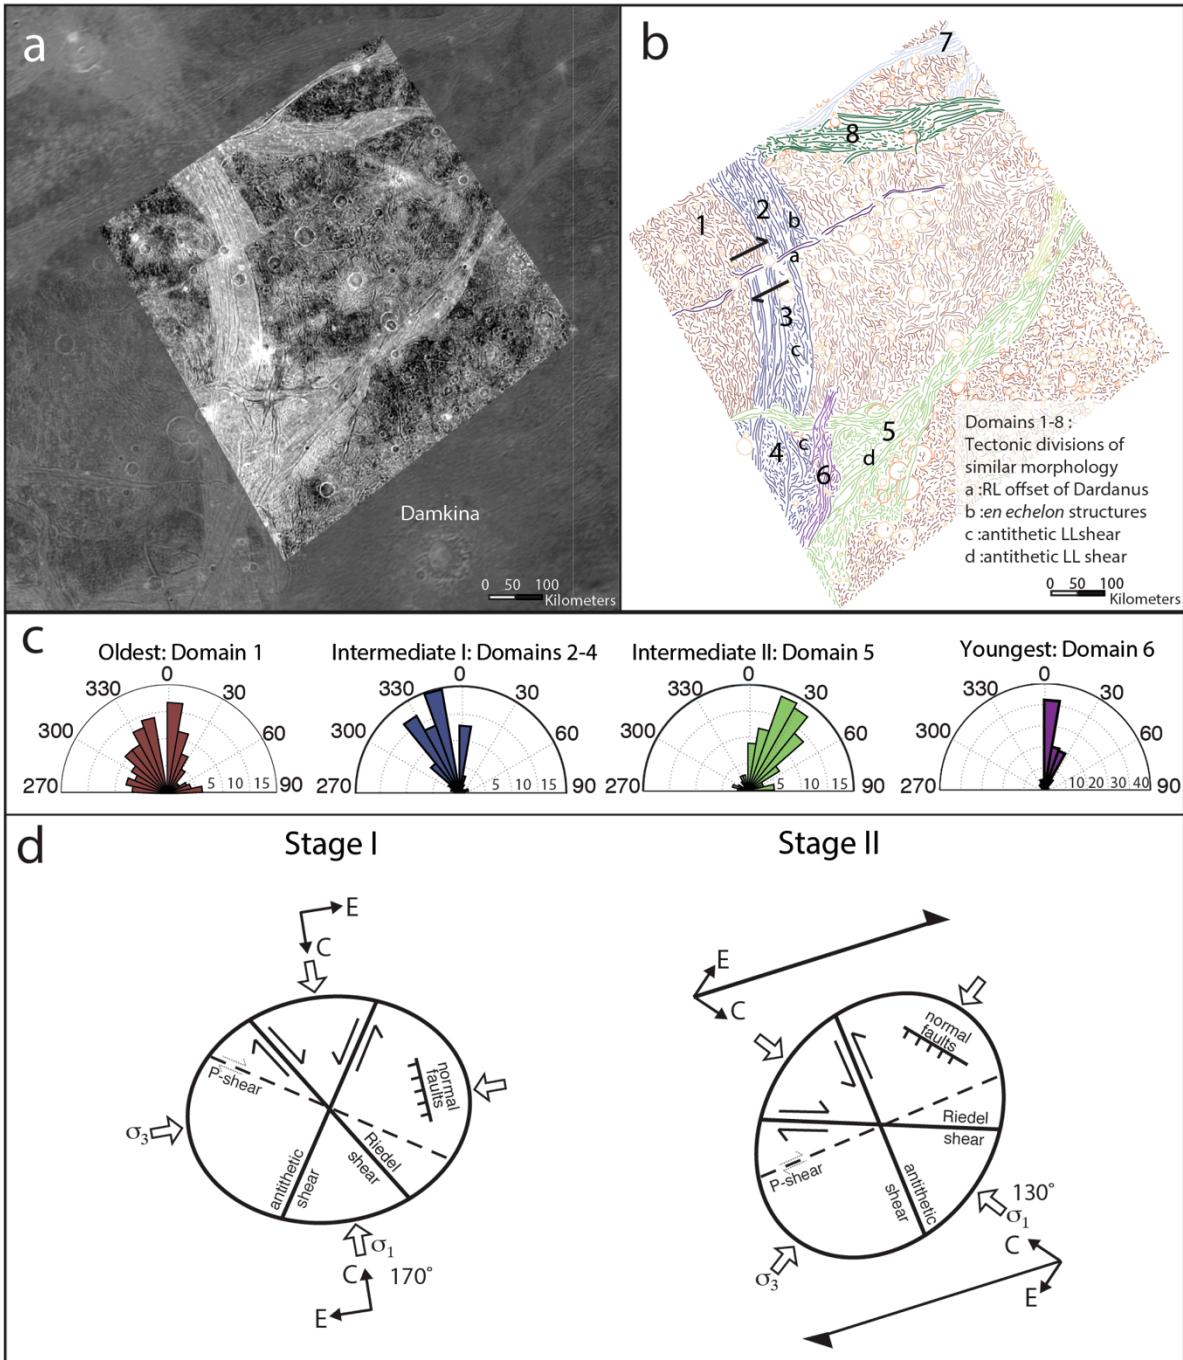 a
Damkina
0 50 100
Kilometers
b
7
8
1
2
b
a
3
c
5
4
c
d
6
Domains 1-8 :
Tectonic divisions of
similar morphology
a :RL offset of Dardanus
b :en echelon structures
c :antithetic LLshear
d :antithetic LL shear
0 50 100
Kilometers
c
Oldest: Domain 1
0
330 30
300 60
270 5 10 15 90
Intermediate I: Domains 2-4
0
330 30
300 60
270 5 10 15 90
Intermediate II: Domain 5
0
330 30
300 60
270 5 10 15 90
Youngest: Domain 6
0
330 30
300 60
270 10 20 30 40 90
d
Stage I
E
C
P-shear
normal
faults
σ3
Riedel
shear
antithetic
shear
σ1
C 170°
E
Stage II
E
C
normal
faults
Riedel
shear
P-shear
antithetic
shear
130°
σ1
C
σ3
E